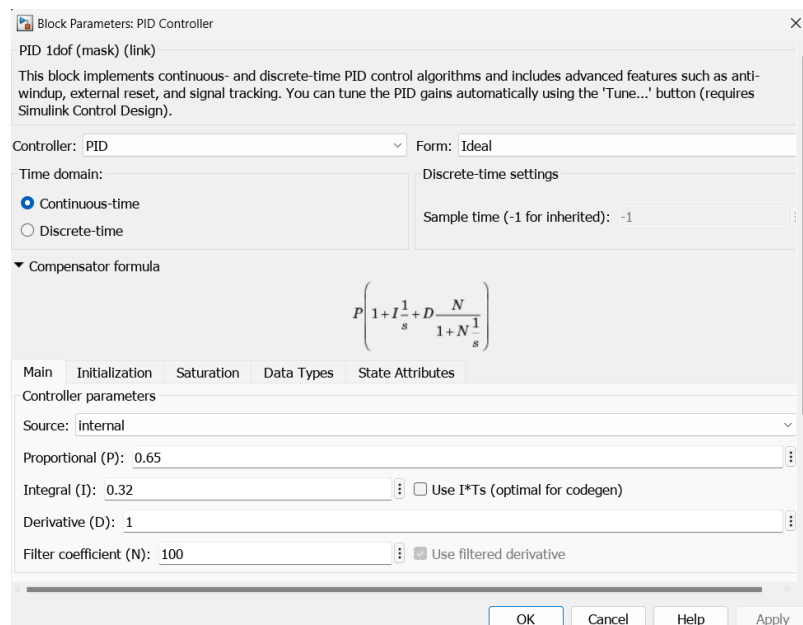 Block Parameters: PID Controller
PID 1dof (mask) (link)
This block implements continuous- and discrete-time PID control algorithms and includes advanced features such as anti-
windup, external reset, and signal tracking. You can tune the PID gains automatically using the 'Tune...' button (requires
Simulink Control Design).
Controller: PID Form: Ideal
Time domain: Discrete-time settings
Continuous-time
Sample time (-1 for inherited): -1
Discrete-time
Compensator formula
P(1+I\frac{1}{s}+D\frac{N}{1+N\frac{1}{s}})
Main Initialization Saturation Data Types State Attributes
Controller parameters
Source: internal
Proportional (P): 0.65
Integral (I): 0.32 Use I*Ts (optimal for codegen)
Derivative (D): 1
Filter coefficient (N): 100 Use filtered derivative
OK Cancel Help Apply